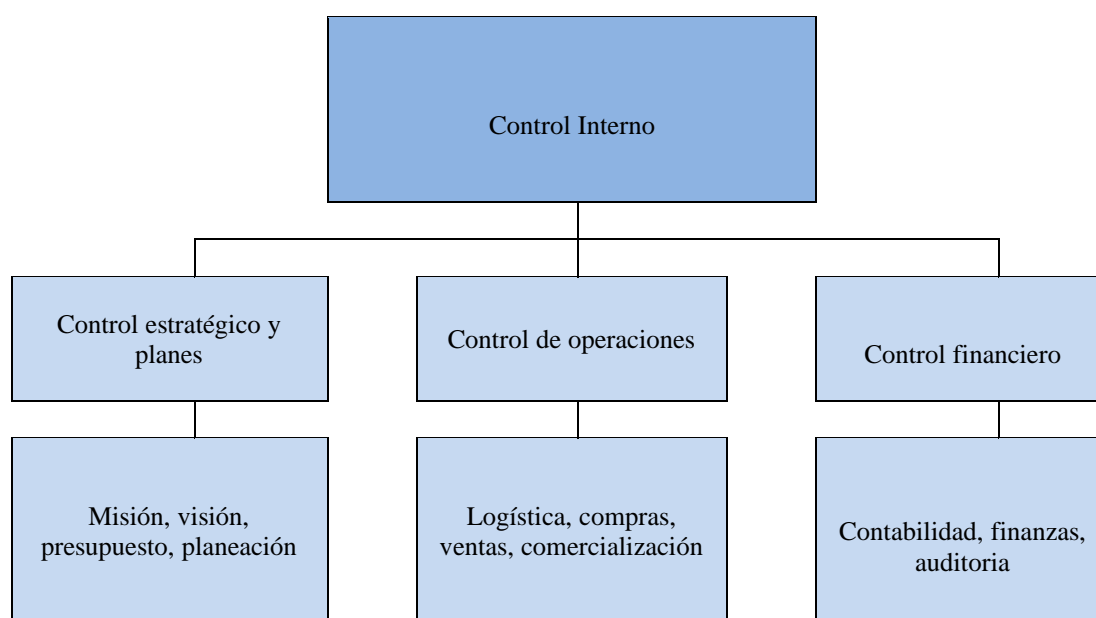 Control Interno
Control estratégico y
planes
Control de operaciones
Control financiero
Misión, visión,
presupuesto, planeación
Logística, compras,
ventas, comercialización
Contabilidad, finanzas,
auditoria